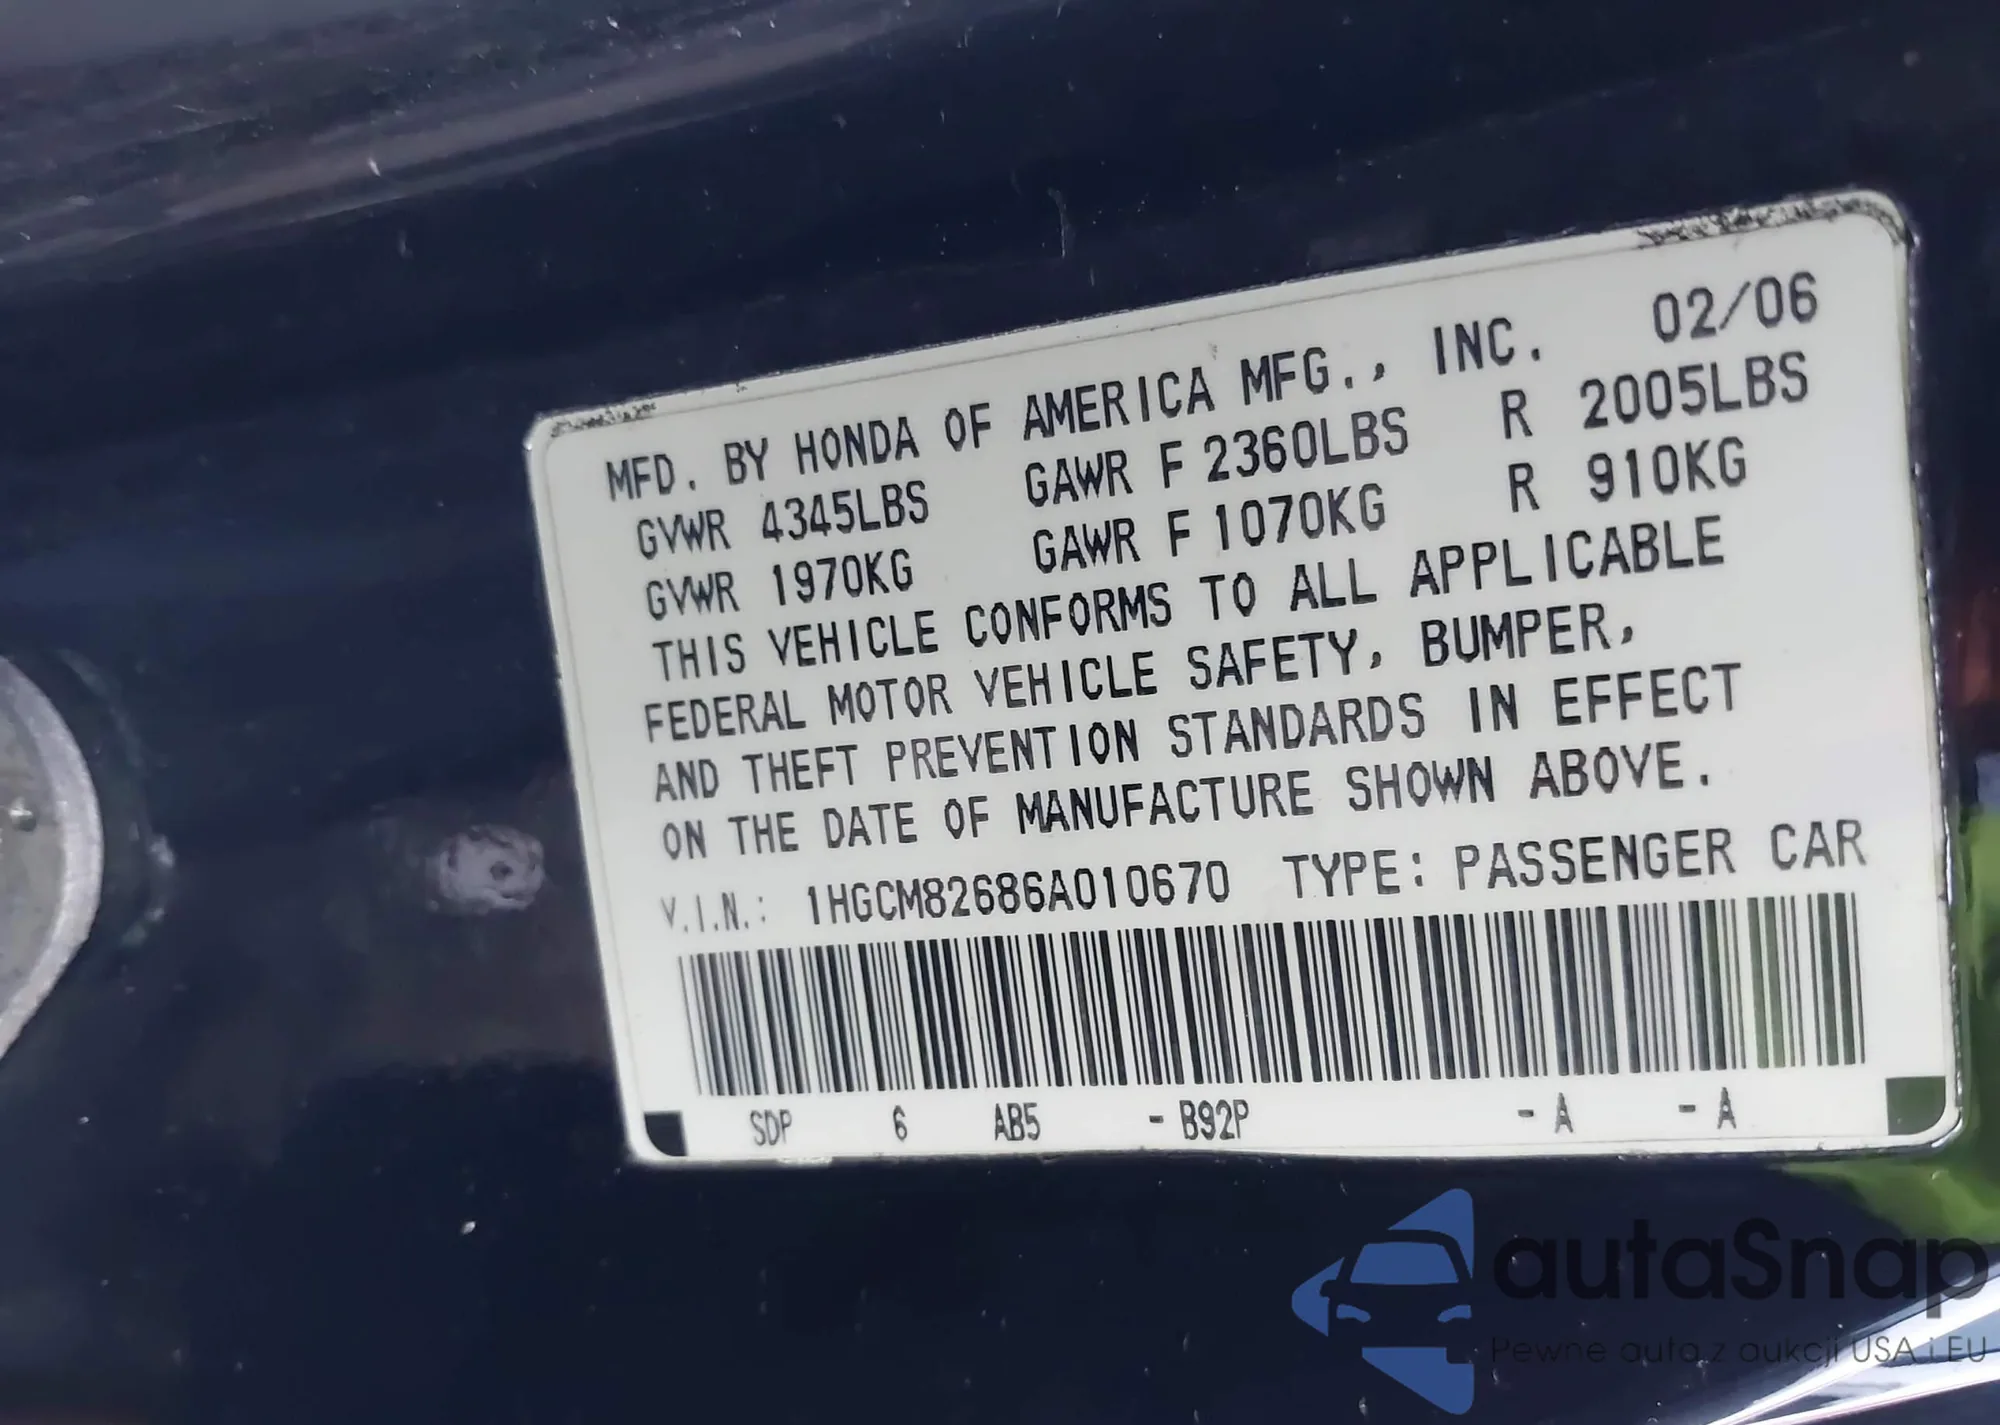 MFD. BY HONDA OF AMERICA MFG., INC. 02/06
GVWR 4345LBS GAWR F 2360LBS R 2005LBS
GVWR 1970KG GAWR F 1070KG R 910KG
THIS VEHICLE CONFORMS TO ALL APPLICABLE
FEDERAL MOTOR VEHICLE SAFETY, BUMPER,
AND THEFT PREVENTION STANDARDS IN EFFECT
ON THE DATE OF MANUFACTURE SHOWN ABOVE.
V.I.N.: 1HGCM82686A010670 TYPE: PASSENGER CAR
SDP 6 AB5 - B92P - A - A
autaSnap
Pewne auta z aukcji USA i EU